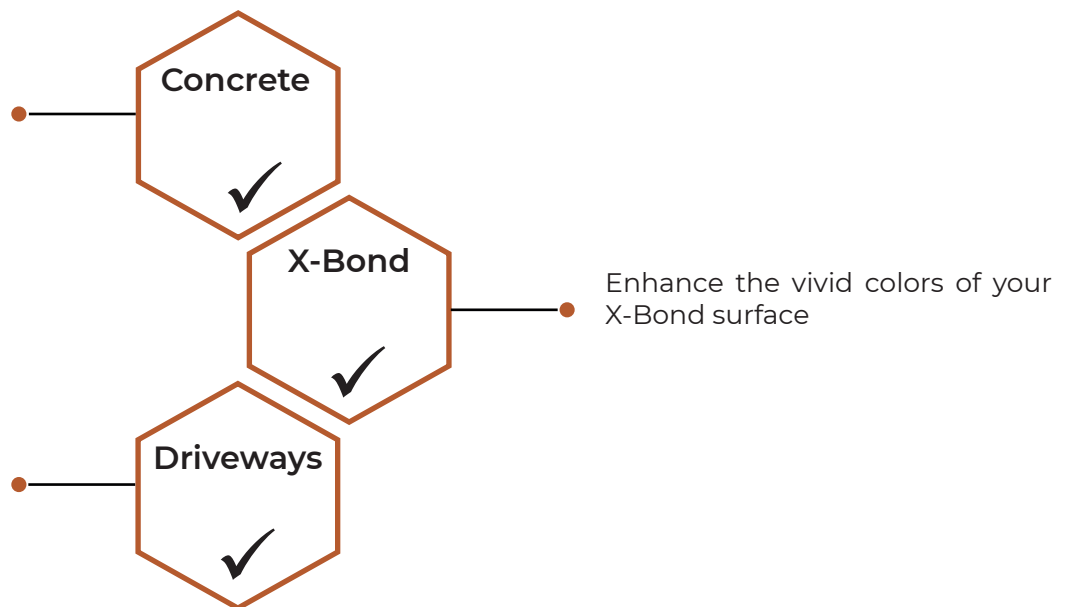 Concrete
X-Bond
Enhance the vivid colors of your
X-Bond surface
Driveways